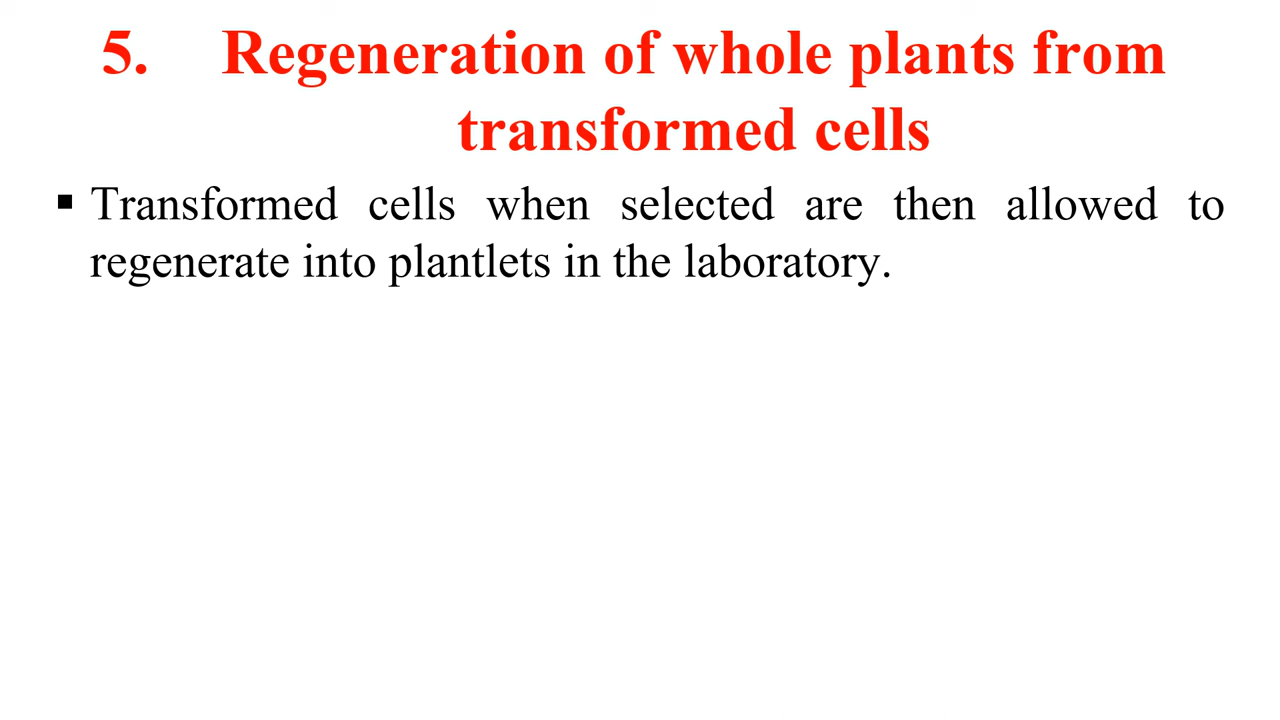 5. Regeneration of whole plants from
transformed cells
▪ Transformed cells when selected are then allowed to
regenerate into plantlets in the laboratory.